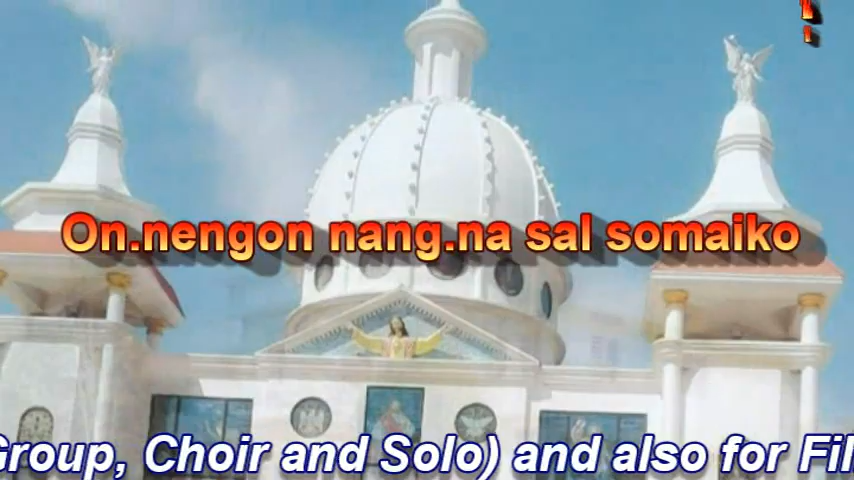 On.nengon nang.na sal somaiko
Group, Choir and Solo) and also for Fil